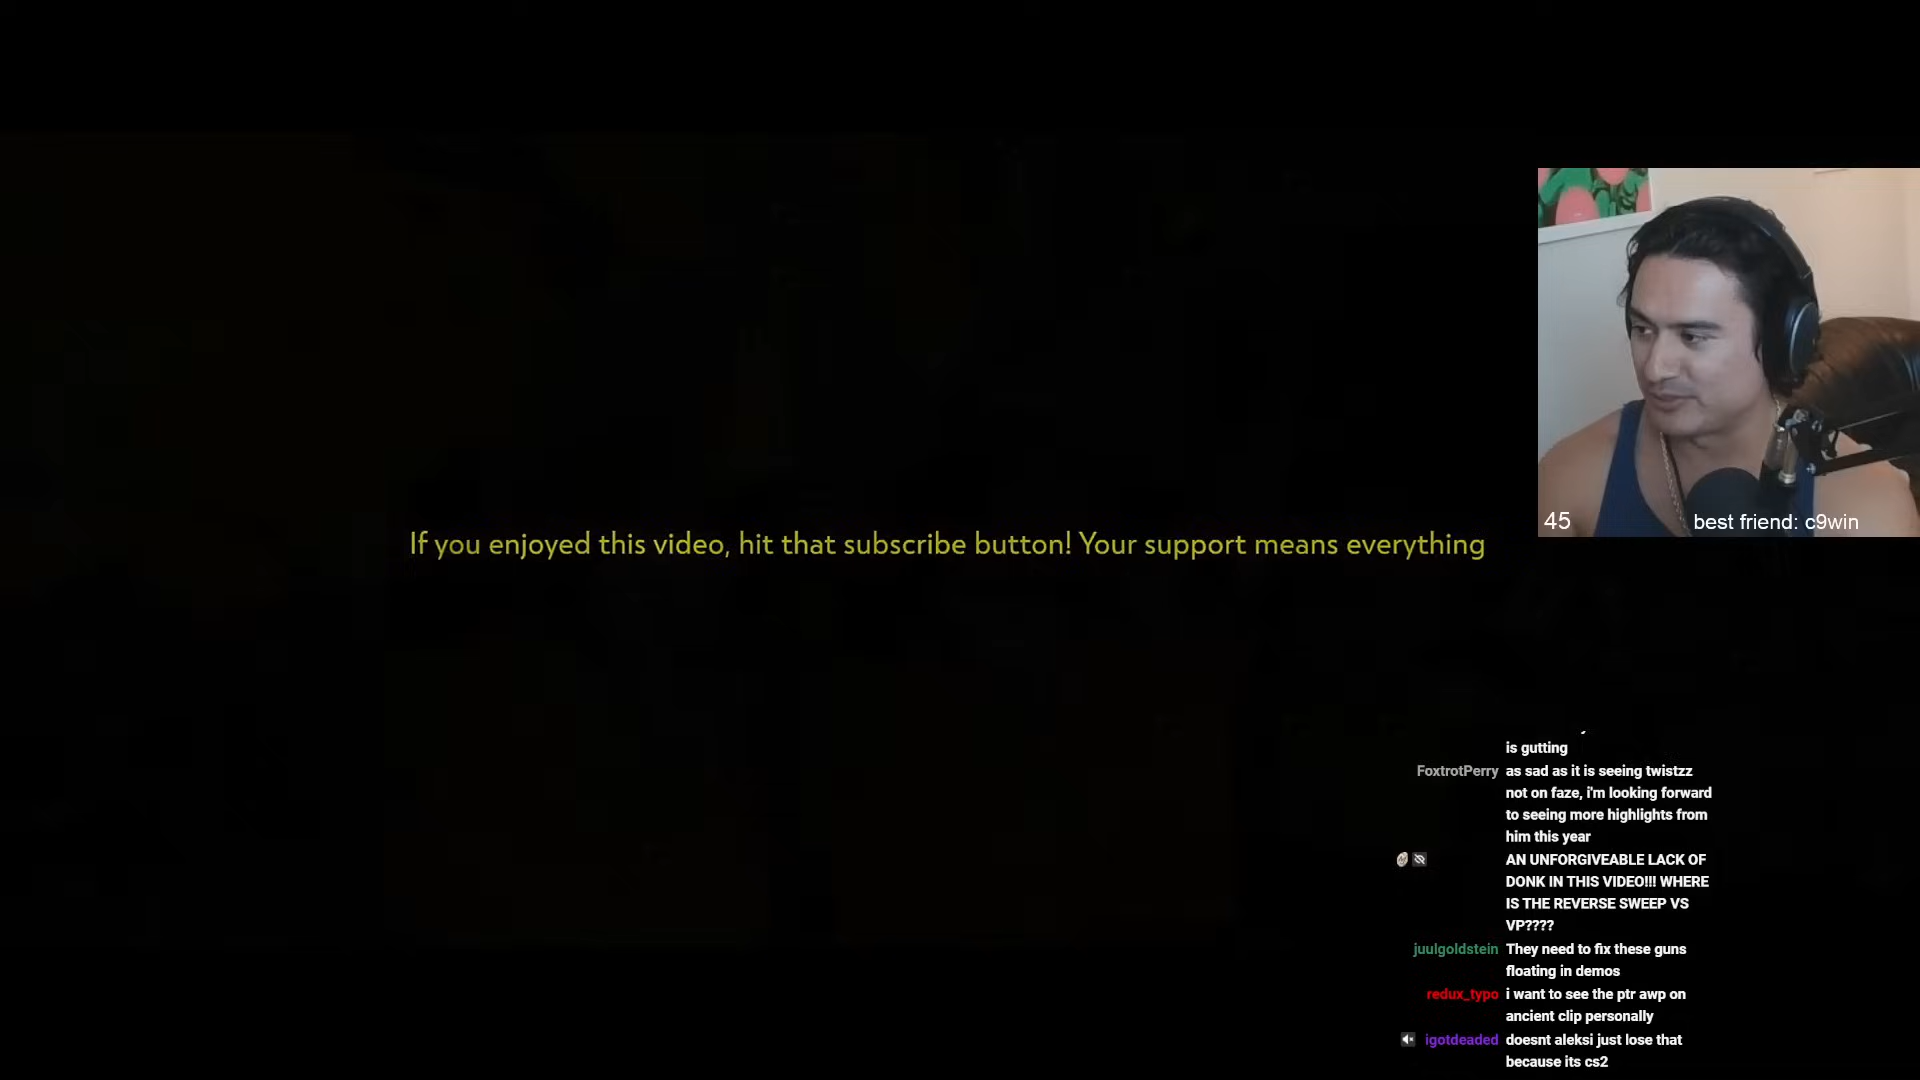 If you enjoyed this video, hit that subscribe button! Your support means everything
45 best friend: c9win
is gutting
FoxtrotPerry as sad as it is seeing twistzz
not on faze, i'm looking forward
to seeing more highlights from
him this year
AN UNFORGIVEABLE LACK OF
DONK IN THIS VIDEO!!! WHERE
IS THE REVERSE SWEEP VS
VP????
juulgoldstein They need to fix these guns
floating in demos
redux_typo i want to see the ptr awp on
ancient clip personally
igotdeaded doesnt aleksi just lose that
because its cs2